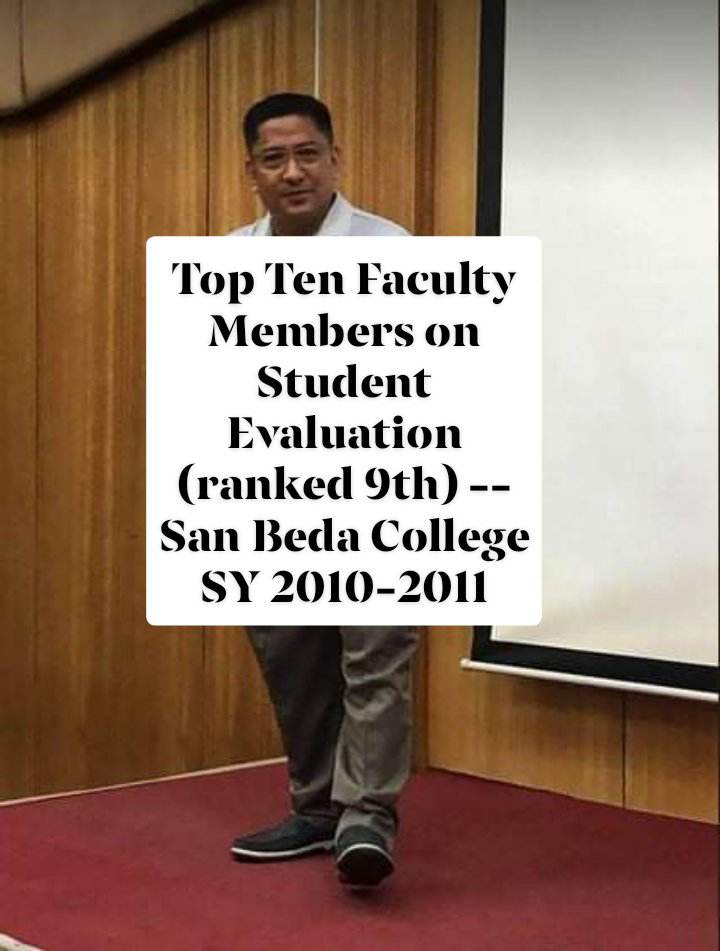 Top Ten Faculty
Members on
Student
Evaluation
(ranked 9th) --
San Beda College
SY 2010-2011